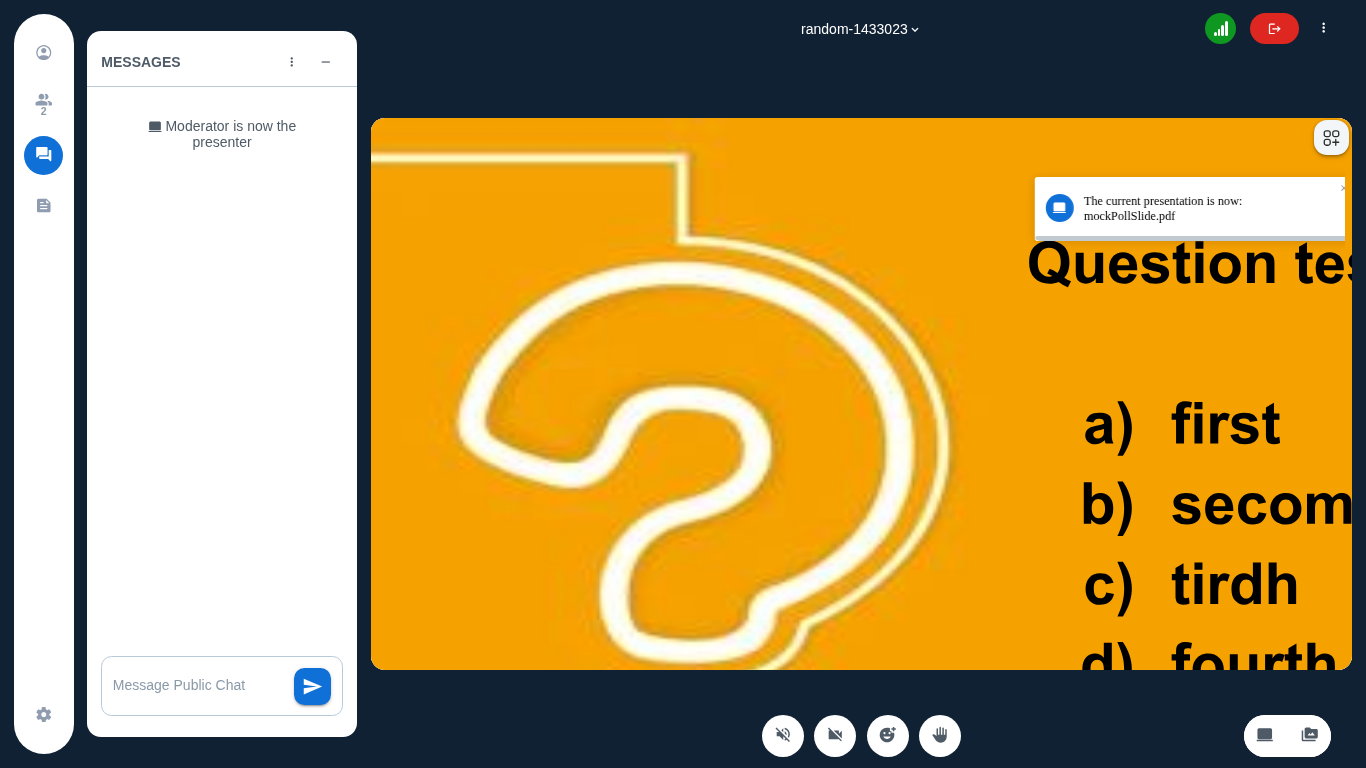 random-1433023
MESSAGES
2
Moderator is now the
presenter
The current presentation is now:
mockPollSlide.pdf
Question tes
a) first
b) secom
c) tirdh
d) fourth
Message Public Chat